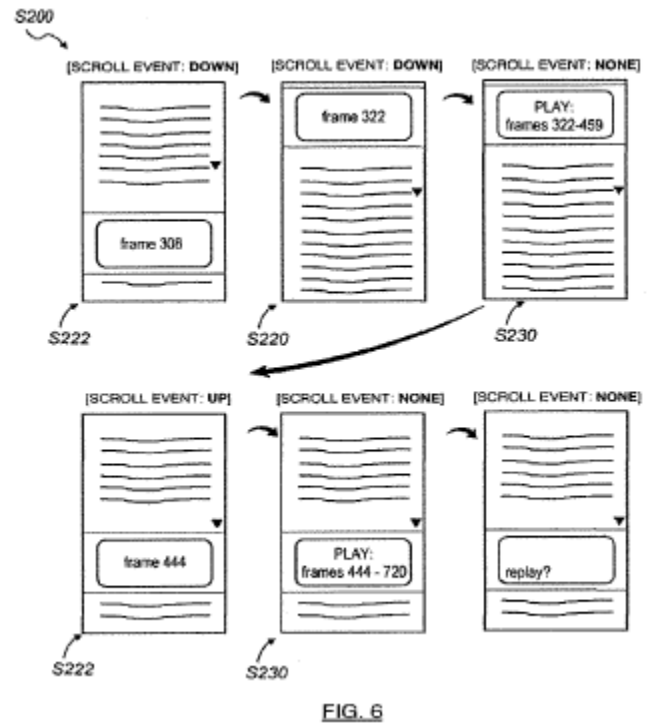 S200
[SCROLL EVENT: DOWN]
[SCROLL EVENT: DOWN]
[SCROLL EVENT: NONE]
frame 308
frame 322
PLAY:
frames 322-459
S222
S220
S230
[SCROLL EVENT: UP]
[SCROLL EVENT: NONE]
[SCROLL EVENT: NONE]
frame 444
PLAY:
frames 444 - 720
replay?
S222
S230
FIG. 6